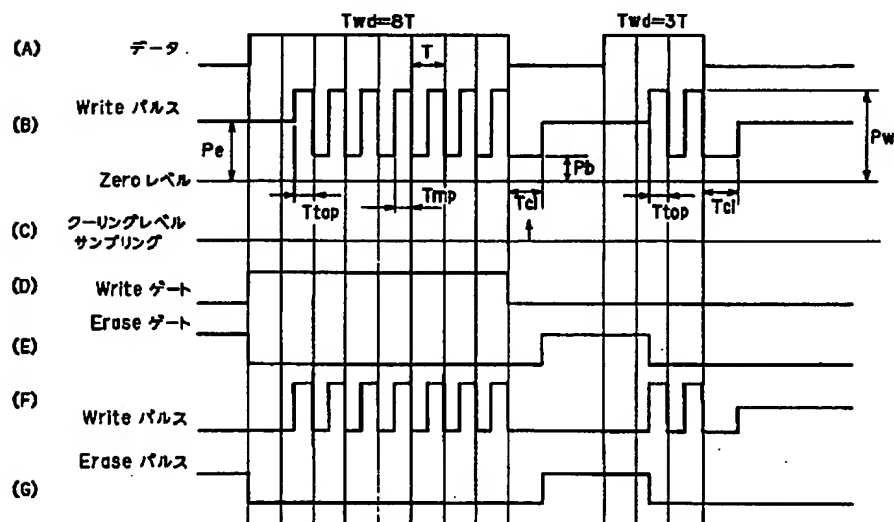 Twd=8T
Twd=3T
(A) データ
T
Write パルス
(B)
Pe
Pb
Pw
Zero レベル
Ttop
Tmp
Tcl
Ttop
Tcl
(C) クーリングレベル
サンプリング
(D) Write ゲート
Erase ゲート
(E)
(F)
Write パルス
Erase パルス
(G)